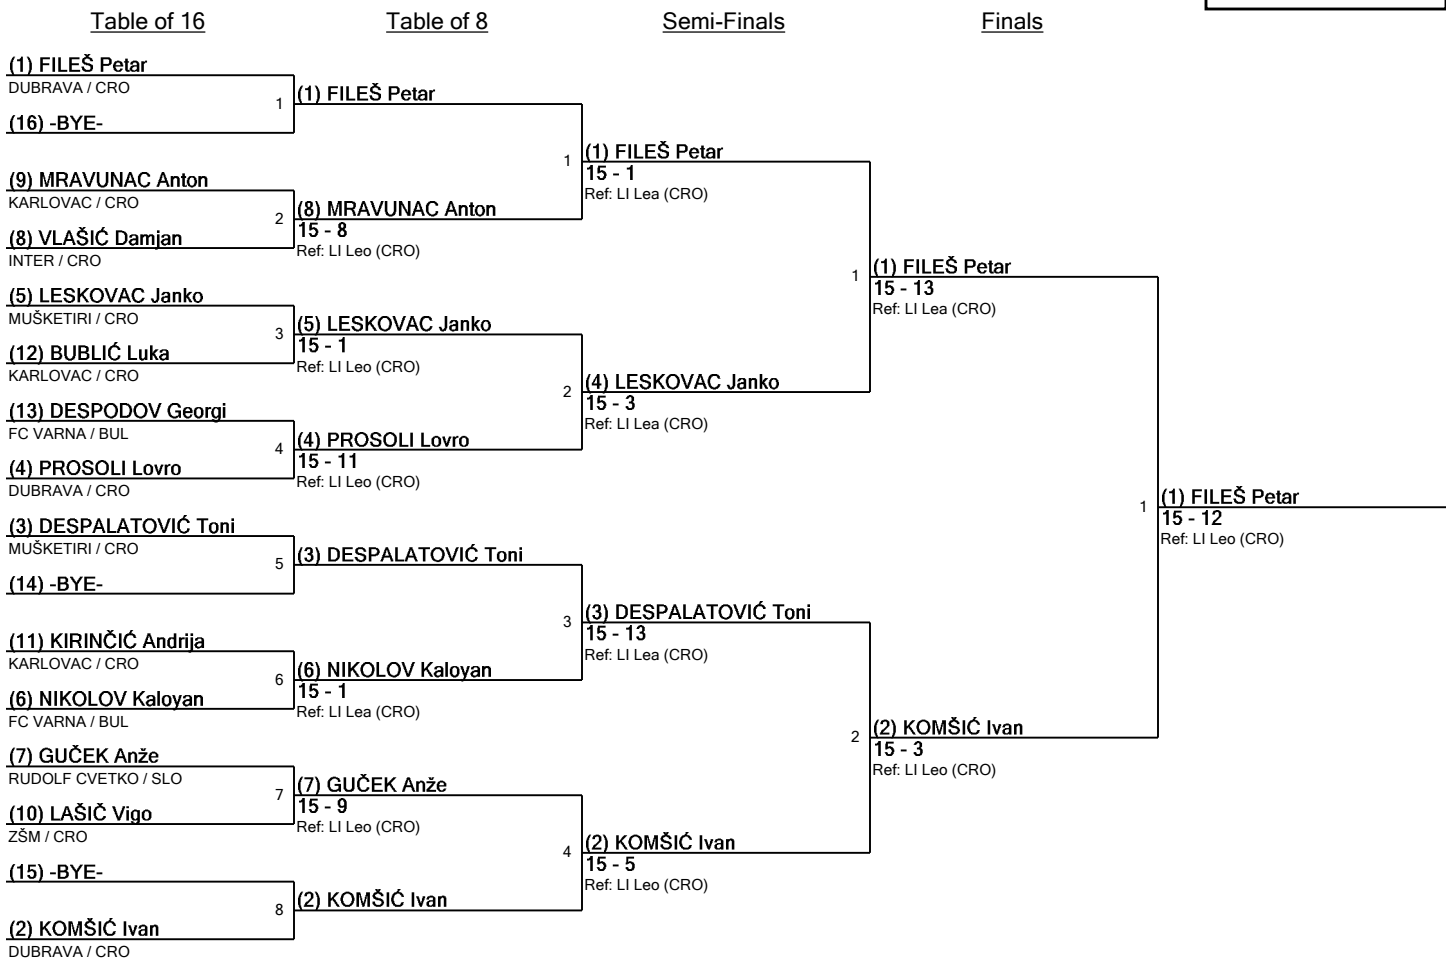 Table of 16
Table of 8
Semi-Finals
Finals
(1) FILEŠ Petar
DUBRAVA / CRO
1
(16) -BYE-
(9) MRAVUNAC Anton
KARLOVAC / CRO
2
(8) VLAŠIĆ Damjan
INTER / CRO
(5) LESKOVAC Janko
MUŠKETIRI / CRO
3
(12) BUBLIĆ Luka
KARLOVAC / CRO
(13) DESPODOV Georgi
FC VARNA / BUL
4
(4) PROSOLI Lovro
DUBRAVA / CRO
(3) DESPALATOVIĆ Toni
MUŠKETIRI / CRO
5
(14) -BYE-
(11) KIRINČIĆ Andrija
KARLOVAC / CRO
6
(6) NIKOLOV Kaloyan
FC VARNA / BUL
(7) GUČEK Anže
RUDOLF CVETKO / SLO
7
(10) LAŠIČ Vigo
ZŠM / CRO
(15) -BYE-
8
(2) KOMŠIĆ Ivan
DUBRAVA / CRO
(1) FILEŠ Petar
1
(8) MRAVUNAC Anton
15 - 8
Ref: LI Leo (CRO)
(5) LESKOVAC Janko
15 - 1
Ref: LI Leo (CRO)
2
(4) PROSOLI Lovro
15 - 11
Ref: LI Leo (CRO)
(3) DESPALATOVIĆ Toni
3
(6) NIKOLOV Kaloyan
15 - 1
Ref: LI Lea (CRO)
(7) GUČEK Anže
15 - 9
Ref: LI Leo (CRO)
4
(2) KOMŠIĆ Ivan
(1) FILEŠ Petar
15 - 1
Ref: LI Lea (CRO)
1
(4) LESKOVAC Janko
15 - 3
Ref: LI Lea (CRO)
(3) DESPALATOVIĆ Toni
15 - 13
Ref: LI Lea (CRO)
2
(2) KOMŠIĆ Ivan
15 - 5
Ref: LI Leo (CRO)
(1) FILEŠ Petar
15 - 13
Ref: LI Lea (CRO)
1
(2) KOMŠIĆ Ivan
15 - 3
Ref: LI Leo (CRO)
(1) FILEŠ Petar
15 - 12
Ref: LI Leo (CRO)